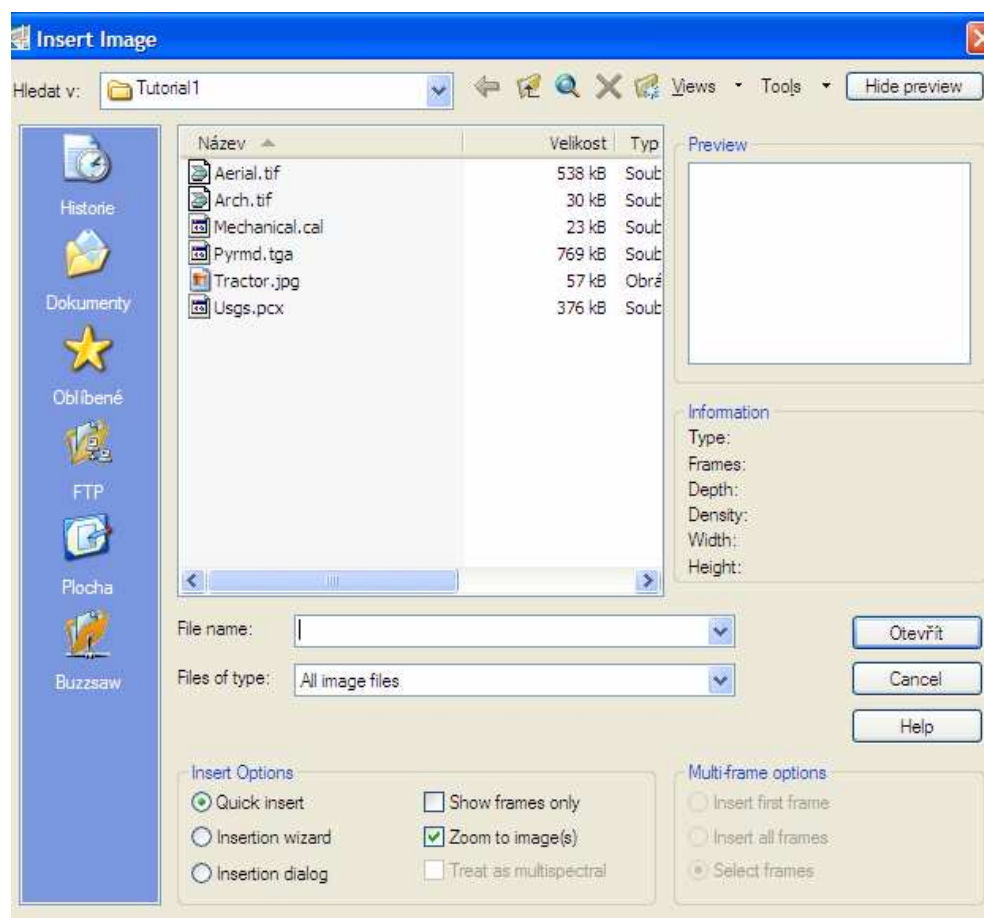 Insert Image
Hledat v: Tutorial1 Views Tools Hide preview
Historie
Dokumenty
Oblíbené
FTP
Plocha
Buzzsaw
Název Velikost Typ
Aerial.tif 538 kB Soub
Arch.tif 30 kB Soub
Mechanical.cal 23 kB Soub
Pyrmd.tga 769 kB Soub
Tractor.jpg 57 kB Obrá
Usgs.pcx 376 kB Soub
Preview
Information
Type:
Frames:
Depth:
Density:
Width:
Height:
File name: Otevřít
Files of type: All image files Cancel
Help
Insert Options
Quick insert Show frames only
Insertion wizard Zoom to image(s)
Insertion dialog Treat as multispectral
Multi-frame options
Insert first frame
Insert all frames
Select frames